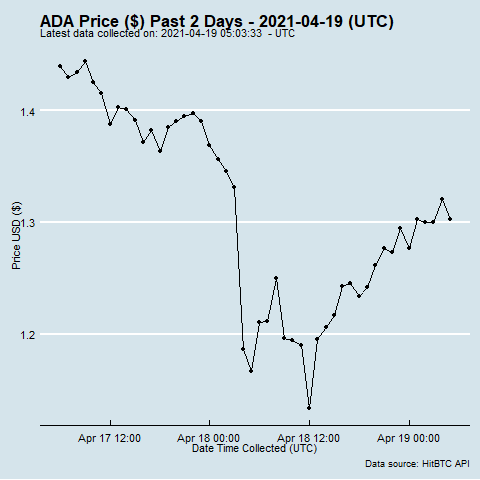 ADA Price ($) Past 2 Days - 2021-04-19 (UTC)
Latest data collected on: 2021-04-19 05:03:33 - UTC
1.4
1.3
1.2
Price USD ($)
Apr 17 12:00
Apr 18 00:00
Apr 18 12:00
Apr 19 00:00
Date Time Collected (UTC)
Data source: HitBTC API